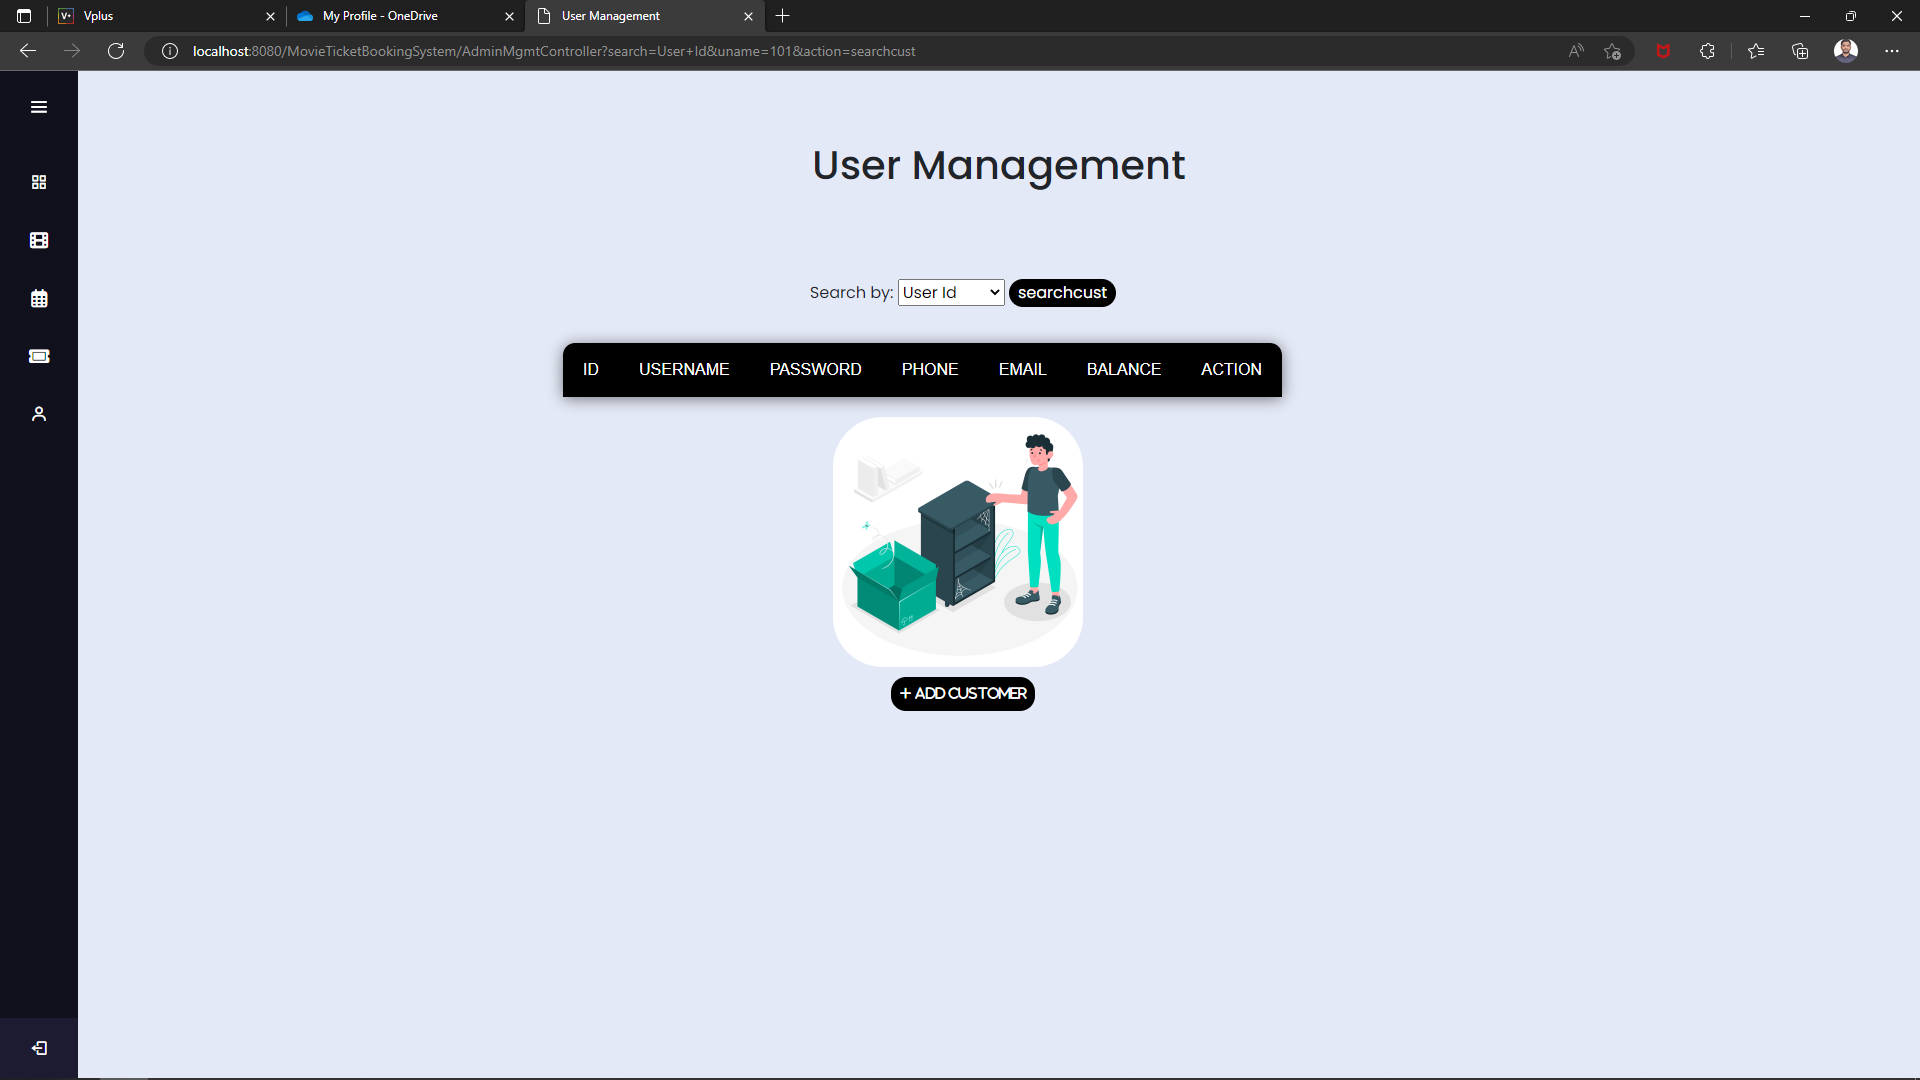 Vplus
My Profile - OneDrive
User Management
localhost:8080/MovieTicketBookingSystem/AdminMgmtController?search=User+Id&uname=101&action=searchcust
User Management
Search by: User Id searchcust
ID USERNAME PASSWORD PHONE EMAIL BALANCE ACTION
+ ADD CUSTOMER